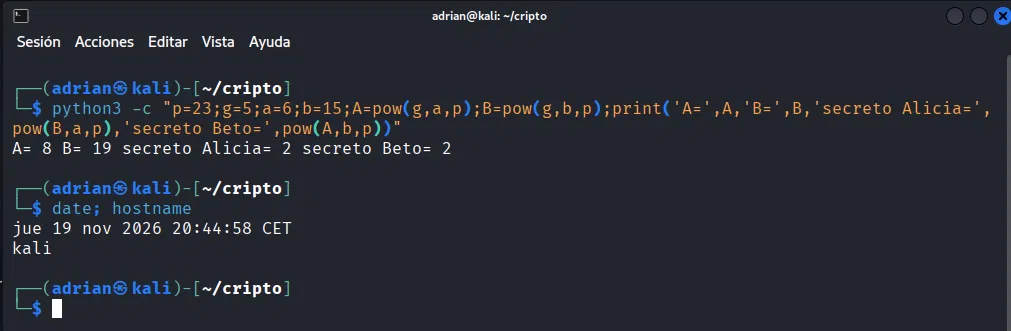 adrian@kali: ~/cripto
Sesión Acciones Editar Vista Ayuda
┌──(adrian㉿kali)-[~/cripto]
└─$ python3 -c "p=23;g=5;a=6;b=15;A=pow(g,a,p);B=pow(g,b,p);print('A=',A,'B=',B,'secreto Alicia=',
pow(B,a,p),'secreto Beto=',pow(A,b,p))"
A= 8 B= 19 secreto Alicia= 2 secreto Beto= 2
┌──(adrian㉿kali)-[~/cripto]
└─$ date; hostname
jue 19 nov 2026 20:44:58 CET
kali
┌──(adrian㉿kali)-[~/cripto]
└─$